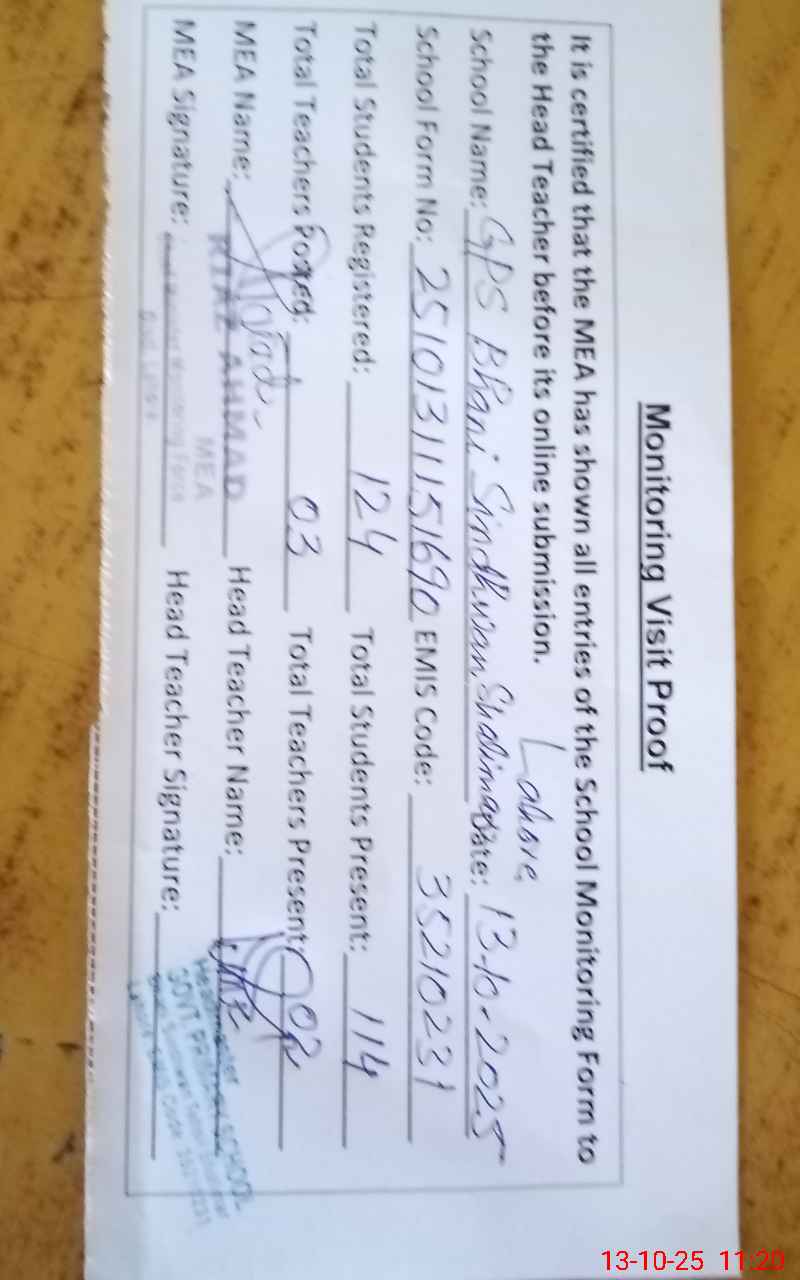 Monitoring Visit Proof
It is certified that the MEA has shown all entries of the School Monitoring Form to
the Head Teacher before its online submission.
Lahore.
School Name: GPS Bhani Sindhwan, Shalimar Date: 13-10-2025
School Form No: 251013111151690 EMIS Code: 35210231
Total Students Registered: 124 Total Students Present: 114
Total Teachers Posted: 03 Total Teachers Present: 02
MEA Name: RIAZ AHMAD Head Teacher Name:
MEA
MEA Signature: Head Teacher Signature:
Headmaster
GOVT PRIMARY SCHOOL
13-10-25 11:20